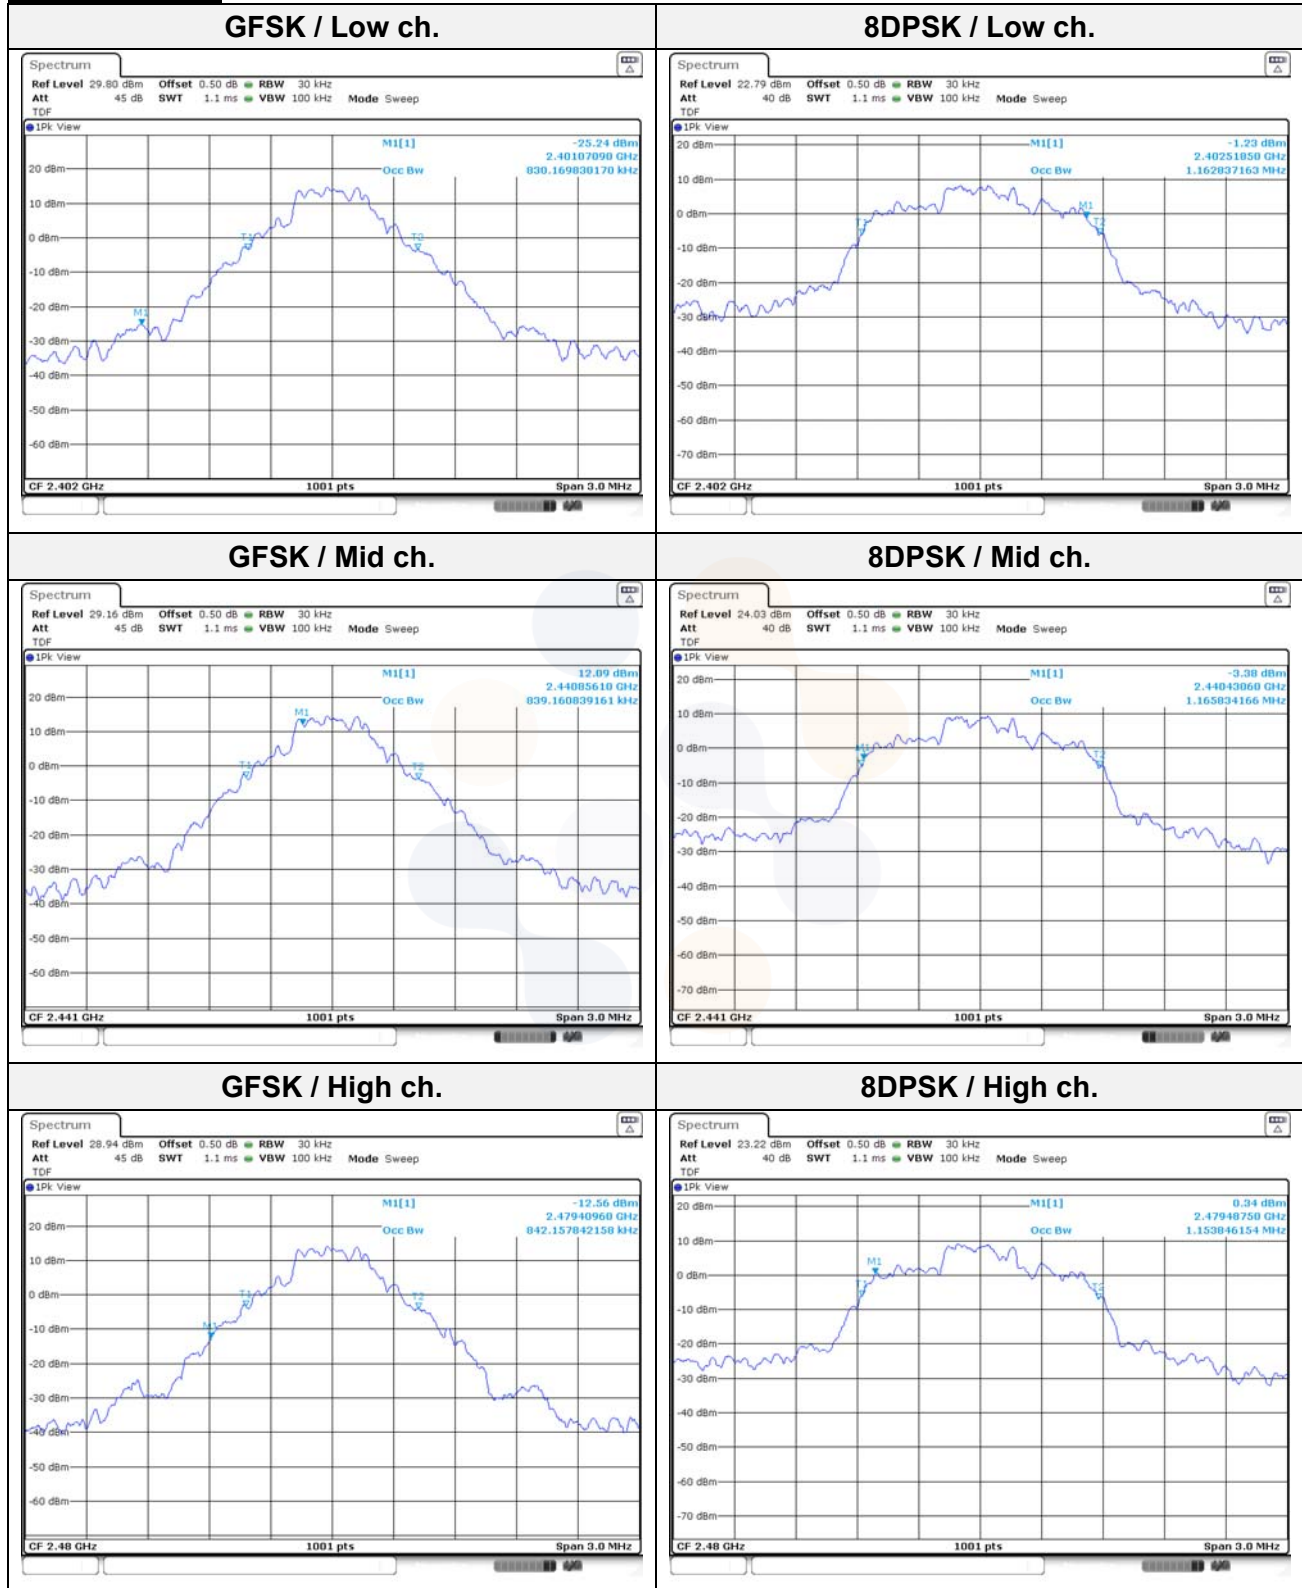 GFSK / Low ch.
8DPSK / Low ch.
Spectrum
Ref Level 29.80 dBm Offset 0.50 dB RBW 30 kHz
Att 45 dB SWT 1.1 ms VBW 100 kHz Mode Sweep
TDF
1Pk View
M1[1] -25.24 dBm
2.40107090 GHz
Occ Bw 830.169830170 kHz
20 dBm
10 dBm
0 dBm
-10 dBm
-20 dBm
-30 dBm
-40 dBm
-50 dBm
-60 dBm
M1
T1
T2
CF 2.402 GHz 1001 pts Span 3.0 MHz
Spectrum
Ref Level 22.79 dBm Offset 0.50 dB RBW 30 kHz
Att 40 dB SWT 1.1 ms VBW 100 kHz Mode Sweep
TDF
1Pk View
M1[1] -1.23 dBm
2.40251850 GHz
Occ Bw 1.162837163 MHz
20 dBm
10 dBm
0 dBm
-10 dBm
-20 dBm
-30 dBm
-40 dBm
-50 dBm
-60 dBm
-70 dBm
T1
M1
T2
CF 2.402 GHz 1001 pts Span 3.0 MHz
GFSK / Mid ch.
8DPSK / Mid ch.
Spectrum
Ref Level 29.16 dBm Offset 0.50 dB RBW 30 kHz
Att 45 dB SWT 1.1 ms VBW 100 kHz Mode Sweep
TDF
1Pk View
M1[1] 12.09 dBm
2.44085610 GHz
Occ Bw 839.160839161 kHz
20 dBm
10 dBm
0 dBm
-10 dBm
-20 dBm
-30 dBm
-40 dBm
-50 dBm
-60 dBm
M1
T1
T2
CF 2.441 GHz 1001 pts Span 3.0 MHz
Spectrum
Ref Level 24.03 dBm Offset 0.50 dB RBW 30 kHz
Att 40 dB SWT 1.1 ms VBW 100 kHz Mode Sweep
TDF
1Pk View
M1[1] -3.38 dBm
2.44043060 GHz
Occ Bw 1.165834166 MHz
20 dBm
10 dBm
0 dBm
-10 dBm
-20 dBm
-30 dBm
-40 dBm
-50 dBm
-60 dBm
-70 dBm
M1
T2
CF 2.441 GHz 1001 pts Span 3.0 MHz
GFSK / High ch.
8DPSK / High ch.
Spectrum
Ref Level 28.94 dBm Offset 0.50 dB RBW 30 kHz
Att 45 dB SWT 1.1 ms VBW 100 kHz Mode Sweep
TDF
1Pk View
M1[1] -12.56 dBm
2.47940960 GHz
Occ Bw 842.157842158 kHz
20 dBm
10 dBm
0 dBm
-10 dBm
-20 dBm
-30 dBm
-40 dBm
-50 dBm
-60 dBm
M1
T1
T2
CF 2.48 GHz 1001 pts Span 3.0 MHz
Spectrum
Ref Level 23.22 dBm Offset 0.50 dB RBW 30 kHz
Att 40 dB SWT 1.1 ms VBW 100 kHz Mode Sweep
TDF
1Pk View
M1[1] 0.34 dBm
2.47948750 GHz
Occ Bw 1.153846154 MHz
20 dBm
10 dBm
0 dBm
-10 dBm
-20 dBm
-30 dBm
-40 dBm
-50 dBm
-60 dBm
-70 dBm
M1
T1
T2
CF 2.48 GHz 1001 pts Span 3.0 MHz